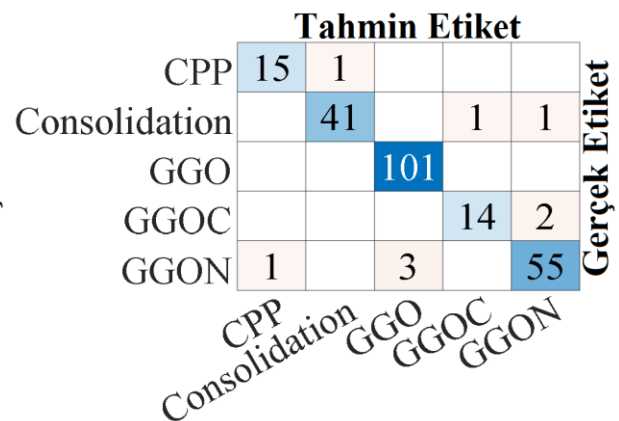 Tahmin Etiket
CPP 15 1
Consolidation 41 1 1
GGO 101
GGOC 14 2
GGON 1 3 55
Gerçek Etiket
CPP
Consolidation
GGO
GGOC
GGON